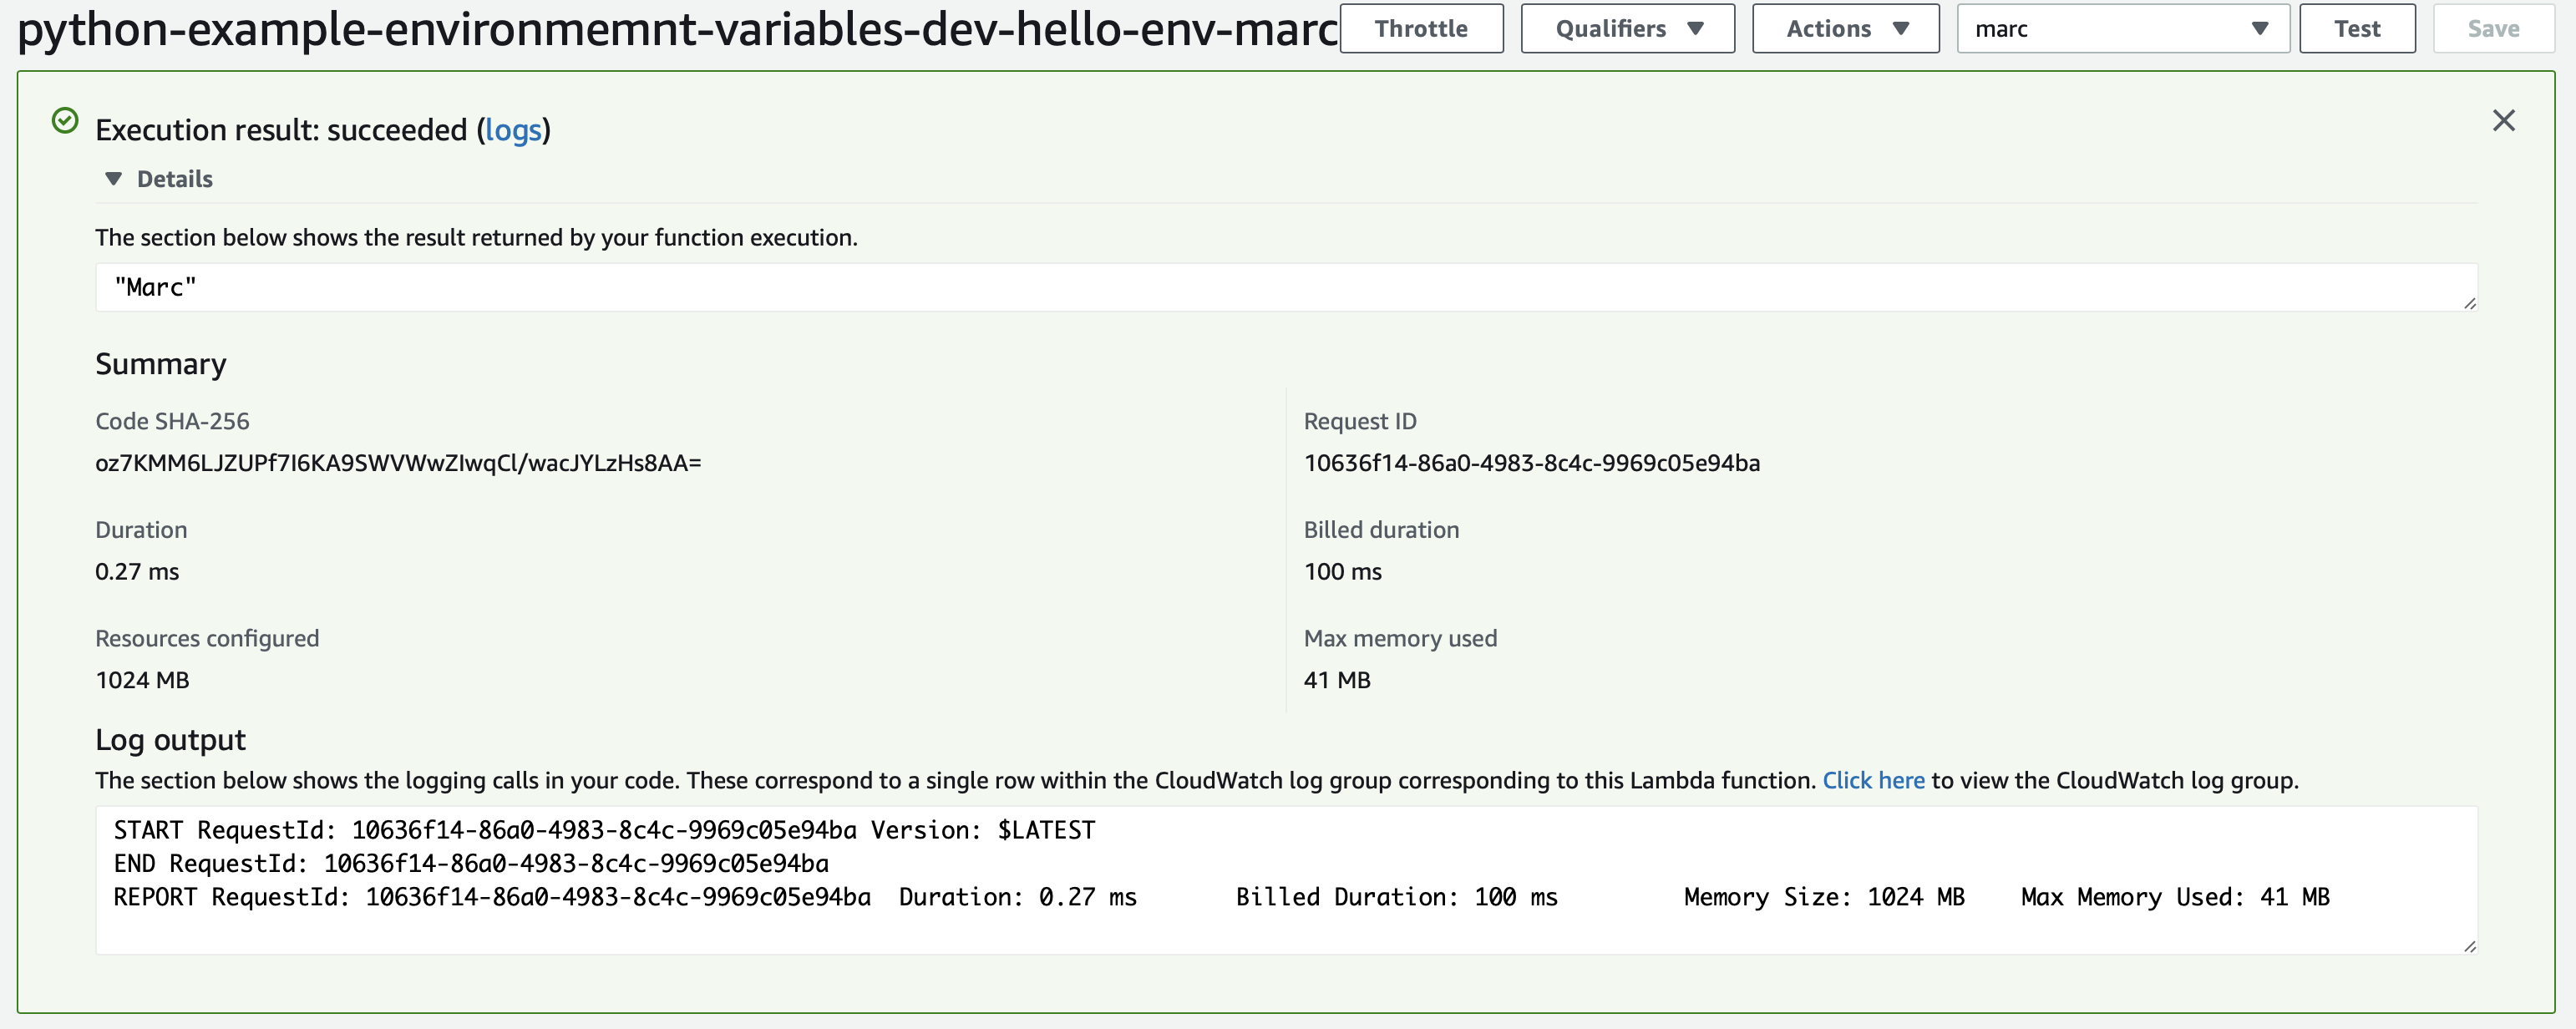 python-example-environmemnt-variables-dev-hello-env-marc Throttle Qualifiers Actions marc Test Save
Execution result: succeeded (logs)
Details
The section below shows the result returned by your function execution.
"Marc"
Summary
Code SHA-256
oz7KMM6LJZUPf7I6KA9SWVWwZIwqCl/wacJYLzHs8AA=
Request ID
10636f14-86a0-4983-8c4c-9969c05e94ba
Duration
0.27 ms
Billed duration
100 ms
Resources configured
1024 MB
Max memory used
41 MB
Log output
The section below shows the logging calls in your code. These correspond to a single row within the CloudWatch log group corresponding to this Lambda function. Click here to view the CloudWatch log group.
START RequestId: 10636f14-86a0-4983-8c4c-9969c05e94ba Version: $LATEST
END RequestId: 10636f14-86a0-4983-8c4c-9969c05e94ba
REPORT RequestId: 10636f14-86a0-4983-8c4c-9969c05e94ba Duration: 0.27 ms Billed Duration: 100 ms Memory Size: 1024 MB Max Memory Used: 41 MB